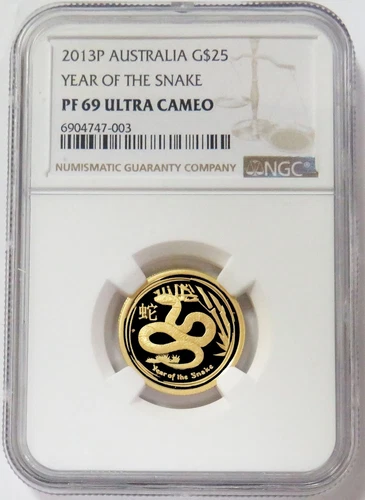 2013P AUSTRALIA G$25
YEAR OF THE SNAKE
PF 69 ULTRA CAMEO
6904747-003
NUMISMATIC GUARANTY COMPANY NGC
蛇
Year of the Snake